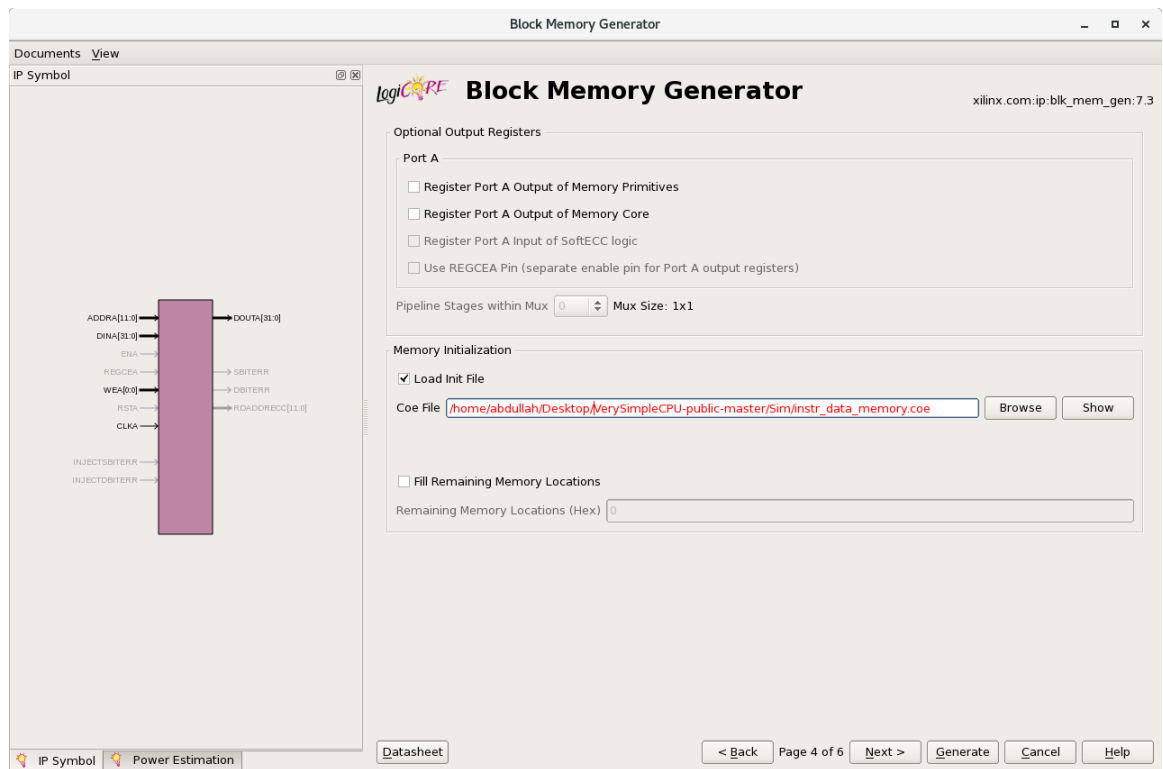 Block Memory Generator
Documents View
IP Symbol
LogiCORE
Block Memory Generator
xilinx.com:ip:blk_mem_gen:7.3
Optional Output Registers
Port A
Register Port A Output of Memory Primitives
Register Port A Output of Memory Core
Register Port A Input of SoftECC logic
Use REGCEA Pin (separate enable pin for Port A output registers)
Pipeline Stages within Mux 0 Mux Size: 1x1
ADDRA[11:0] DOUTA[31:0]
DINA[31:0]
ENA
REGCEA SBITERR
WEA[0:0] DBITERR
RSTA RDADDRECC[11:0]
CLKA
INJECTSBITERR
INJECTDBITERR
Memory Initialization
Load Init File
Coe File /home/abdullah/Desktop/VerySimpleCPU-public-master/Sim/instr_data_memory.coe Browse Show
Fill Remaining Memory Locations
Remaining Memory Locations (Hex) 0
IP Symbol Power Estimation
Datasheet < Back Page 4 of 6 Next > Generate Cancel Help